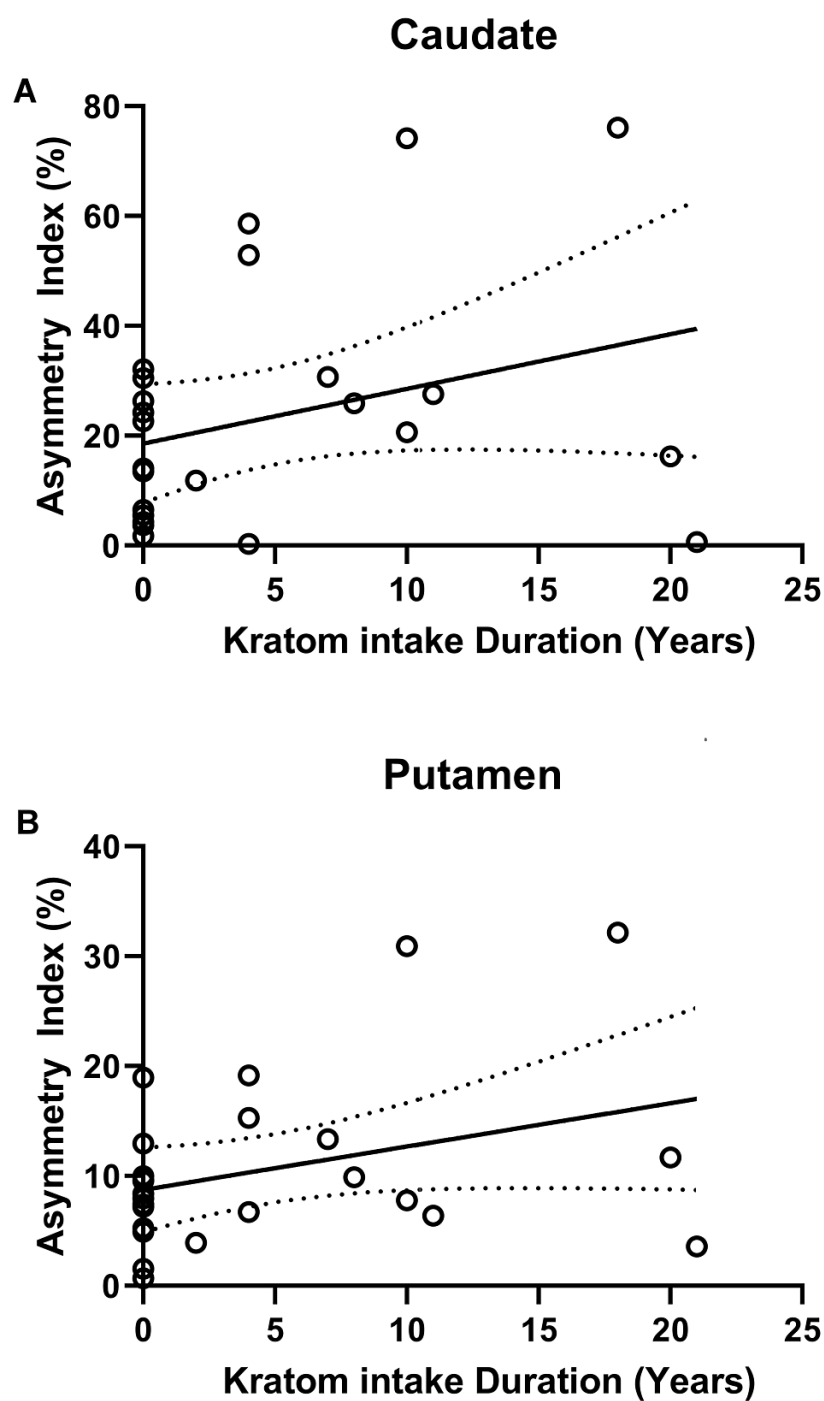 Caudate
A
80
60
40
20
0
Asymmetry Index (%)
0 5 10 15 20 25
Kratom intake Duration (Years)
Putamen
B
40
30
20
10
0
Asymmetry Index (%)
0 5 10 15 20 25
Kratom intake Duration (Years)